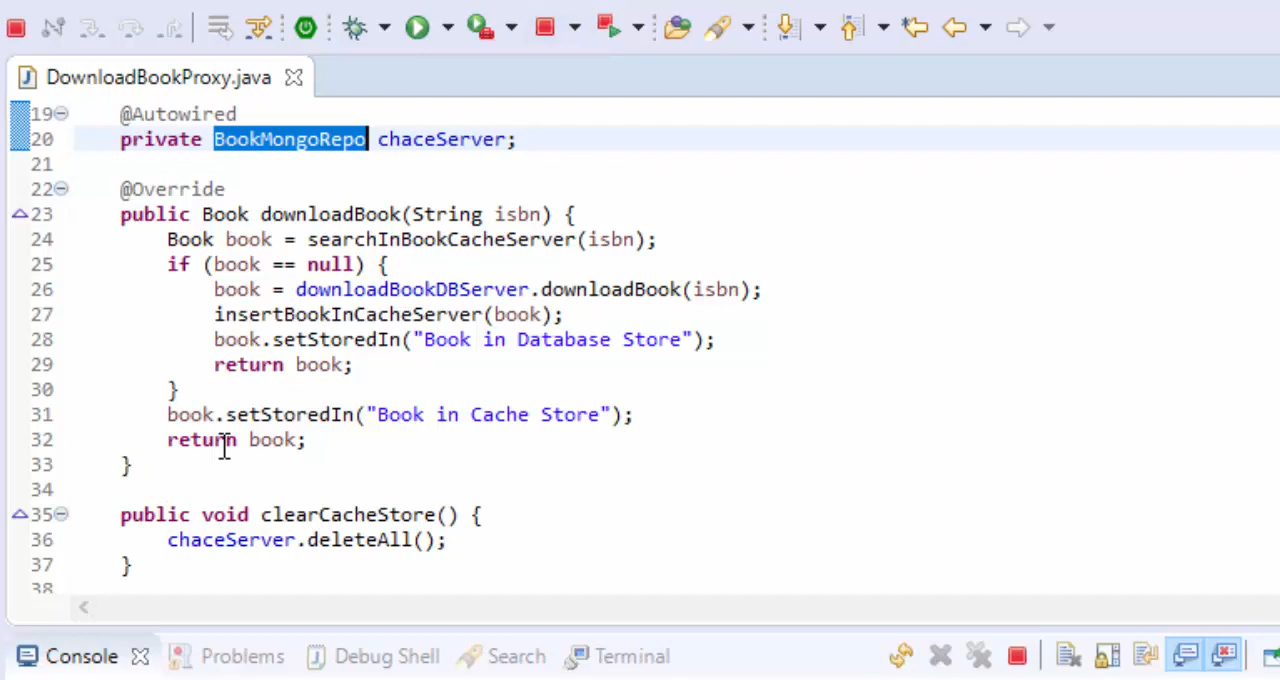 DownloadBookProxy.java
19 @Autowired
20 private BookMongoRepo chaceServer;
21
22 @Override
23 public Book downloadBook(String isbn) {
24 Book book = searchInBookCacheServer(isbn);
25 if (book == null) {
26 book = downloadBookDBServer.downloadBook(isbn);
27 insertBookInCacheServer(book);
28 book.setStoredIn("Book in Database Store");
29 return book;
30 }
31 book.setStoredIn("Book in Cache Store");
32 return book;
33 }
34
35 public void clearCacheStore() {
36 chaceServer.deleteAll();
37 }
38
Console Problems Debug Shell Search Terminal